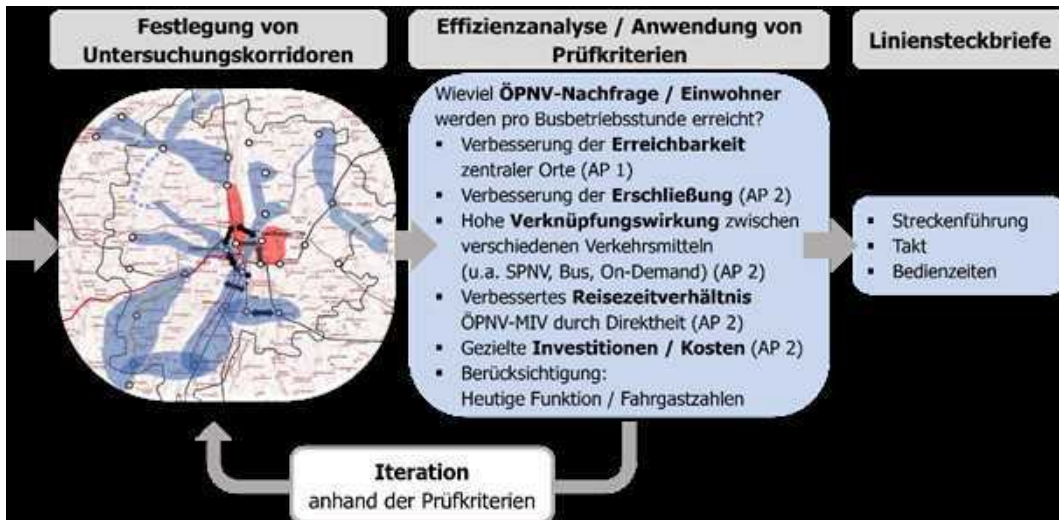 Festlegung von
Untersuchungskorridoren
Effizienzanalyse / Anwendung von
Prüfkriterien
Liniensteckbriefe
Wieviel ÖPNV-Nachfrage / Einwohner
werden pro Busbetriebsstunde erreicht?
▪ Verbesserung der Erreichbarkeit
zentraler Orte (AP 1)
▪ Verbesserung der Erschließung (AP 2)
▪ Hohe Verknüpfungswirkung zwischen
verschiedenen Verkehrsmitteln
(u.a. SPNV, Bus, On-Demand) (AP 2)
▪ Verbessertes Reisezeitverhältnis
ÖPNV-MIV durch Direktheit (AP 2)
▪ Gezielte Investitionen / Kosten (AP 2)
▪ Berücksichtigung:
Heutige Funktion / Fahrgastzahlen
▪ Streckenführung
▪ Takt
▪ Bedienzeiten
Iteration
anhand der Prüfkriterien